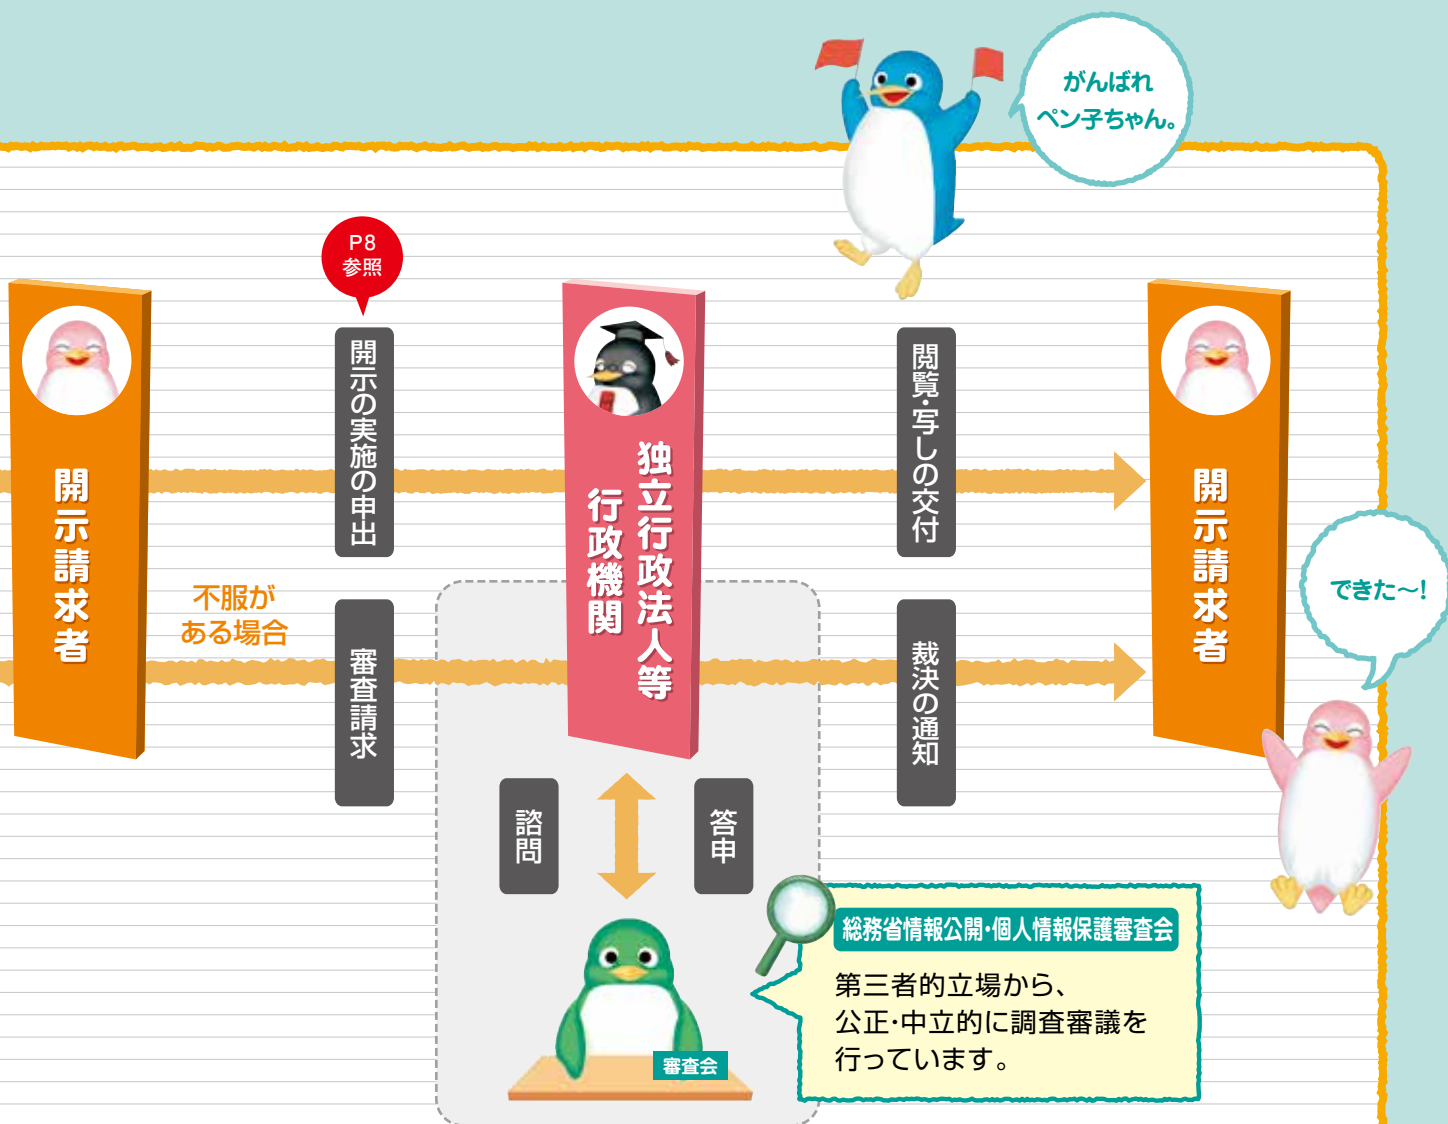 がんばれ
ペン子ちゃん。
P8
参照
開示請求者
開示の実施の申出
独立行政法人等
行政機関
閲覧・写しの交付
開示請求者
できた〜!
不服が
ある場合
審査請求
裁決の通知
諮問
答申
総務省情報公開・個人情報保護審査会
第三者的立場から、
公正・中立的に調査審議を
行っています。
審査会